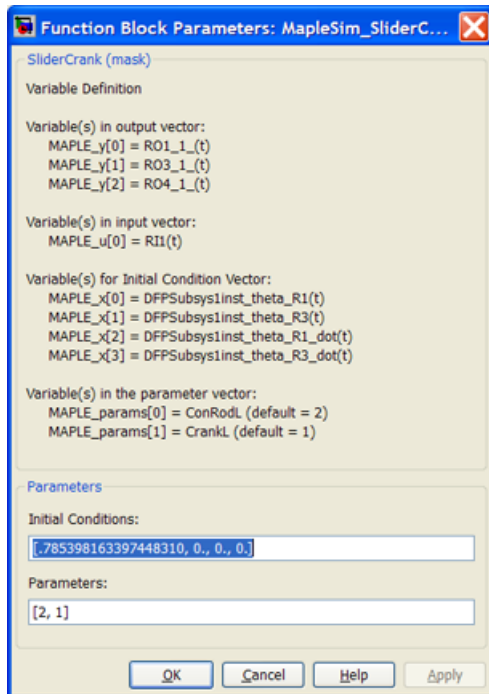 Function Block Parameters: MapleSim_SliderC...
SliderCrank (mask)
Variable Definition
Variable(s) in output vector:
MAPLE_y[0] = RO1_1_(t)
MAPLE_y[1] = RO3_1_(t)
MAPLE_y[2] = RO4_1_(t)
Variable(s) in input vector:
MAPLE_u[0] = RI1(t)
Variable(s) for Initial Condition Vector:
MAPLE_x[0] = DFPSubsys1inst_theta_R1(t)
MAPLE_x[1] = DFPSubsys1inst_theta_R3(t)
MAPLE_x[2] = DFPSubsys1inst_theta_R1_dot(t)
MAPLE_x[3] = DFPSubsys1inst_theta_R3_dot(t)
Variable(s) in the parameter vector:
MAPLE_params[0] = ConRodL (default = 2)
MAPLE_params[1] = CrankL (default = 1)
Parameters
Initial Conditions:
[.785398163397448310, 0., 0., 0.]
Parameters:
[2, 1]
OK Cancel Help Apply